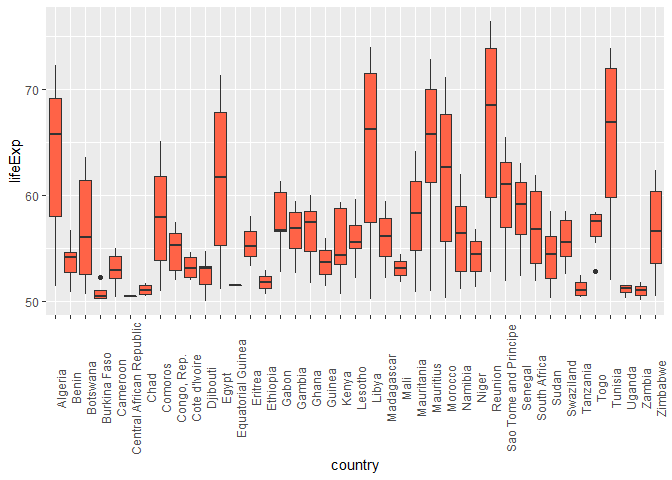 lifeExp
70
60
50
Algeria
Benin
Botswana
Burkina Faso
Cameroon
Central African Republic
Chad
Comoros
Congo, Rep.
Cote d'Ivoire
Djibouti
Egypt
Equatorial Guinea
Eritrea
Ethiopia
Gabon
Gambia
Ghana
Guinea
Kenya
Lesotho
Libya
Madagascar
Mali
Mauritania
Mauritius
Morocco
Namibia
Niger
Reunion
Sao Tome and Principe
Senegal
South Africa
Sudan
Swaziland
Tanzania
Togo
Tunisia
Uganda
Zambia
Zimbabwe
country